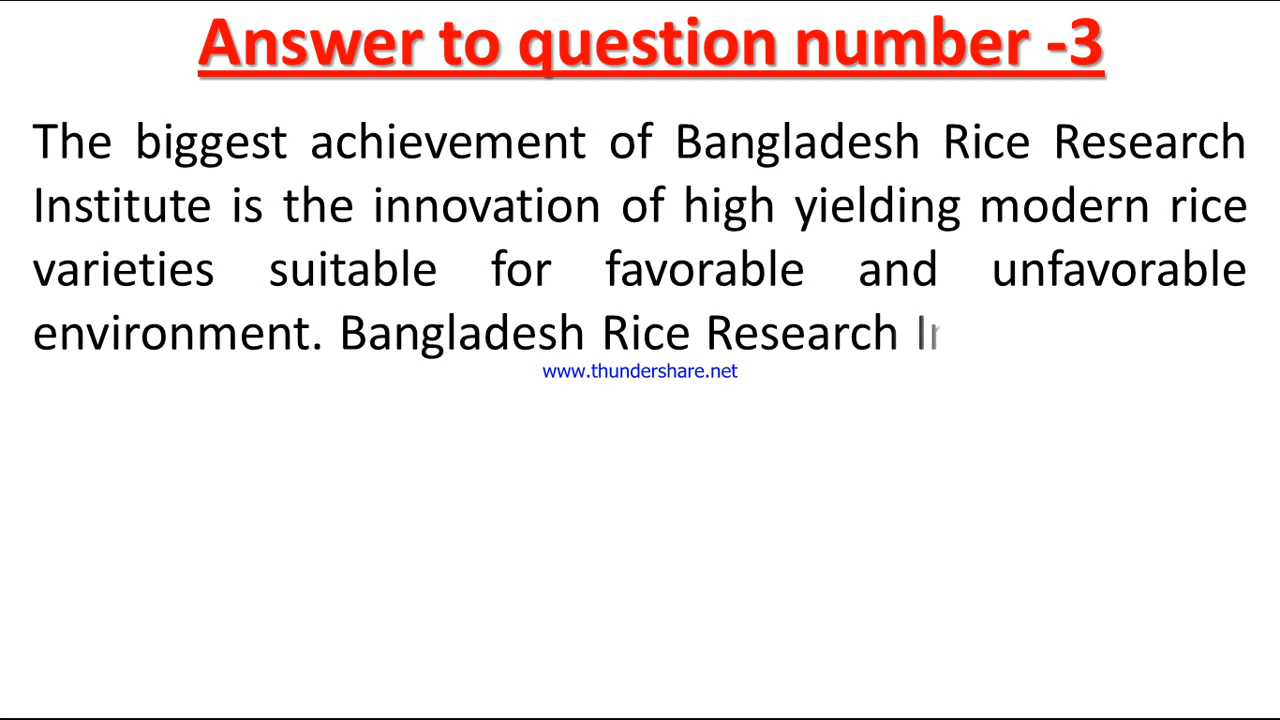 Answer to question number -3
The biggest achievement of Bangladesh Rice Research
Institute is the innovation of high yielding modern rice
varieties suitable for favorable and unfavorable
environment. Bangladesh Rice Research
www.thundershare.net